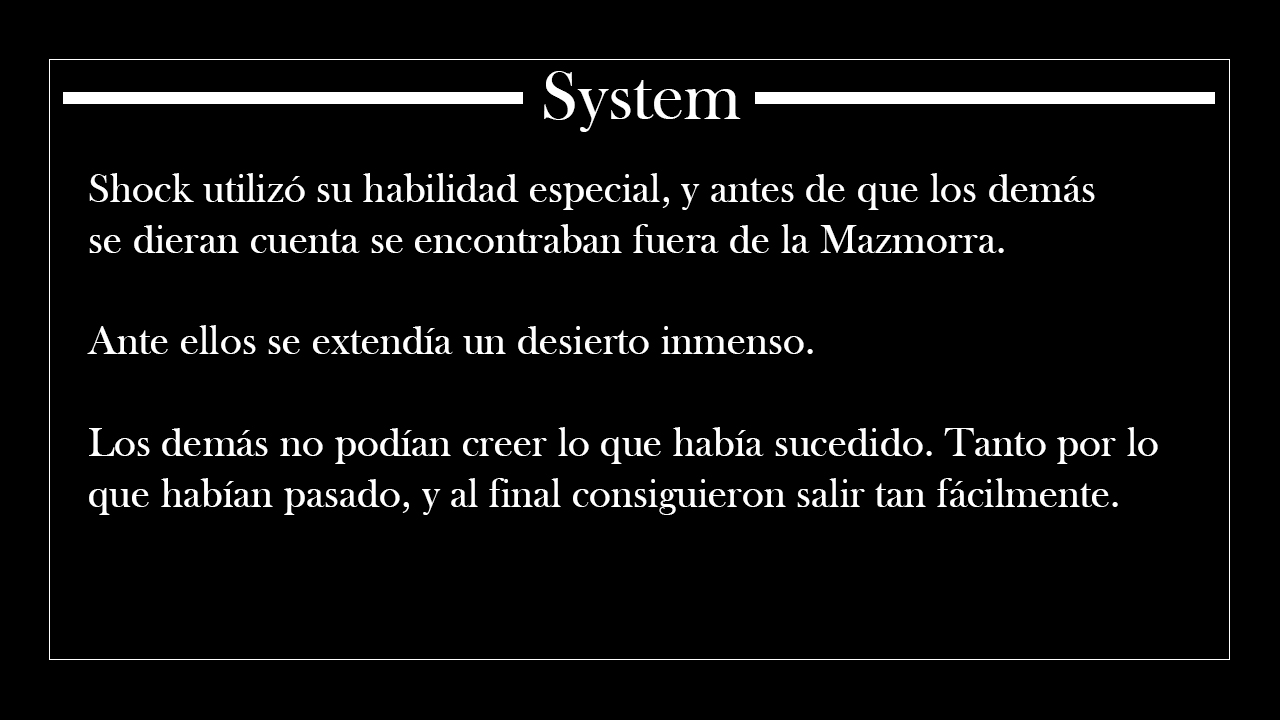 System
Shock utilizó su habilidad especial, y antes de que los demás
se dieran cuenta se encontraban fuera de la Mazmorra.
Ante ellos se extendía un desierto inmenso.
Los demás no podían creer lo que había sucedido. Tanto por lo
que habían pasado, y al final consiguieron salir tan fácilmente.